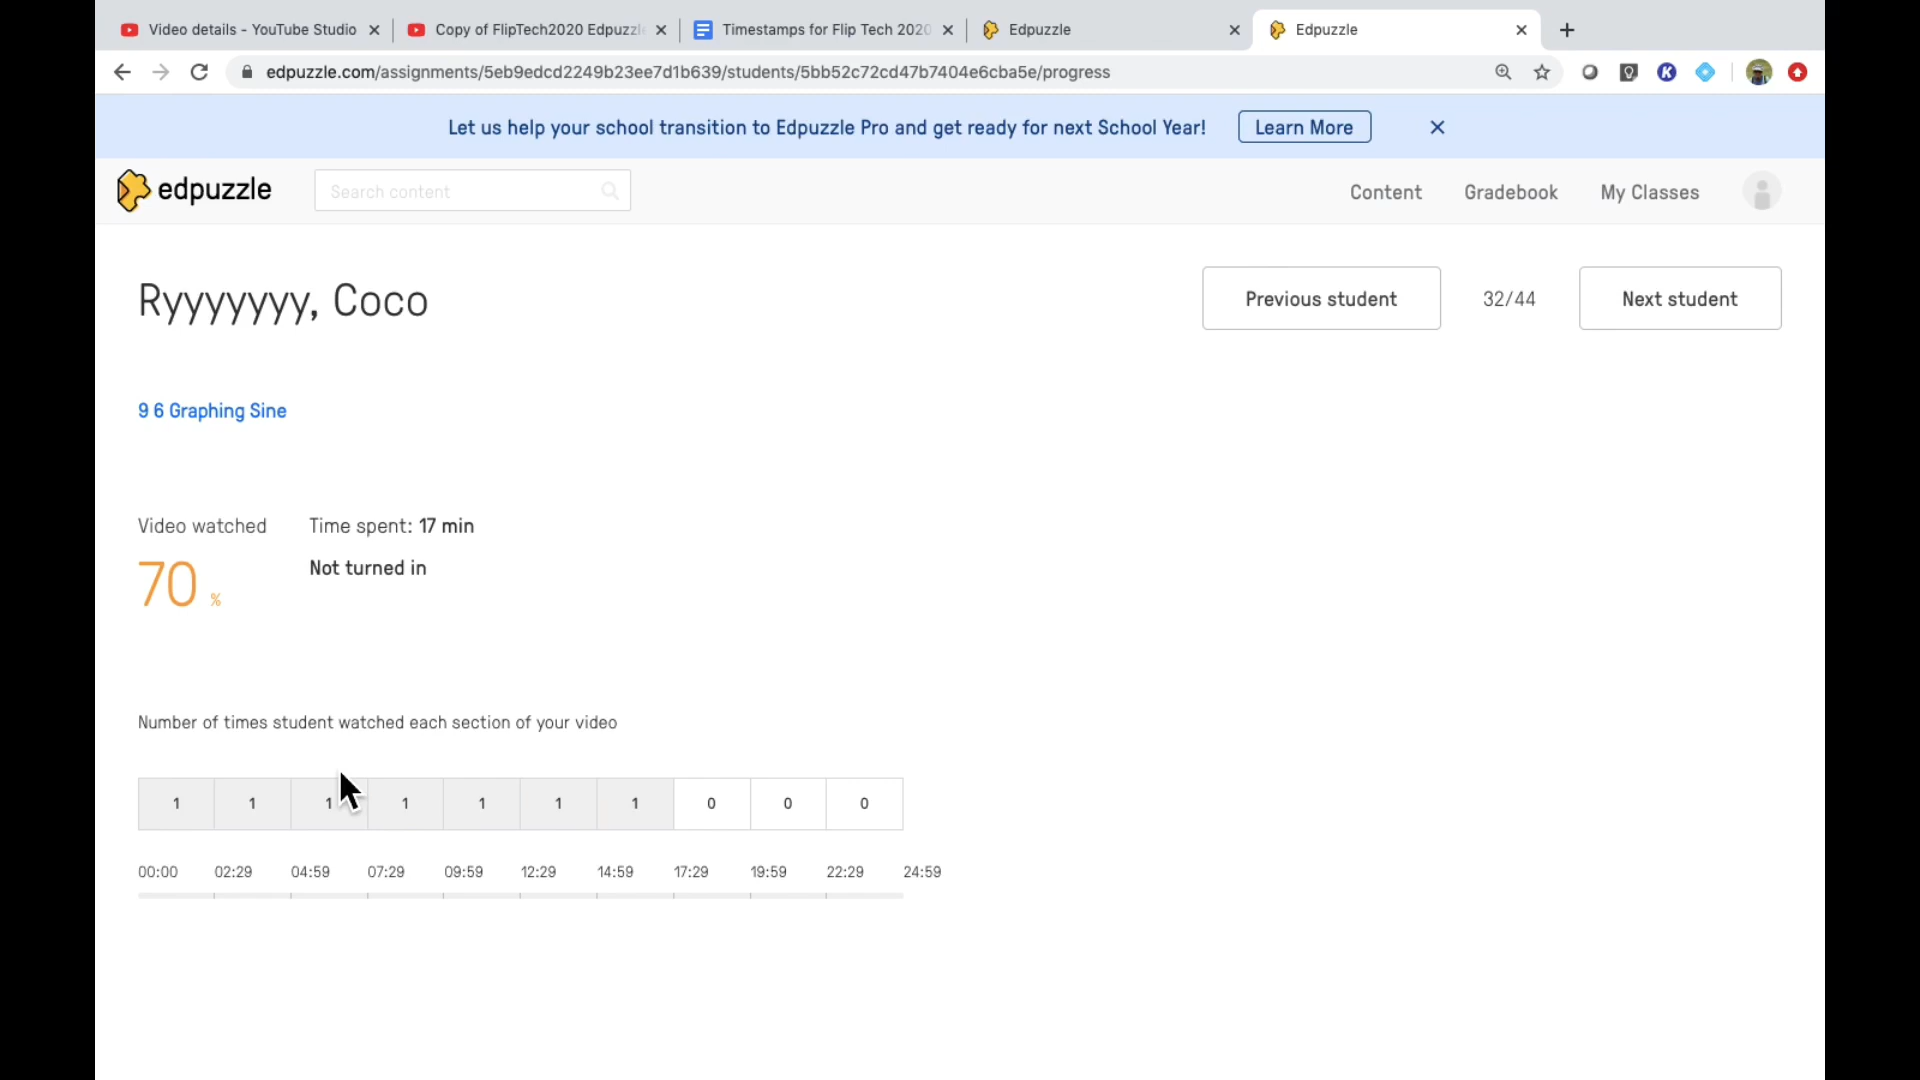 Video details - YouTube Studio
Copy of FlipTech2020 Edpuzzl
Timestamps for Flip Tech 2020
Edpuzzle
Edpuzzle
edpuzzle.com/assignments/5eb9edcd2249b23ee7d1b639/students/5bb52c72cd47b7404e6cba5e/progress
Let us help your school transition to Edpuzzle Pro and get ready for next School Year!
Learn More
edpuzzle
Search content
Content
Gradebook
My Classes
Ryyyyyyy, Coco
Previous student
32/44
Next student
9 6 Graphing Sine
Video watched
Time spent: 17 min
70 %
Not turned in
Number of times student watched each section of your video
1 1 1 1 1 1 1 0 0 0
00:00 02:29 04:59 07:29 09:59 12:29 14:59 17:29 19:59 22:29 24:59